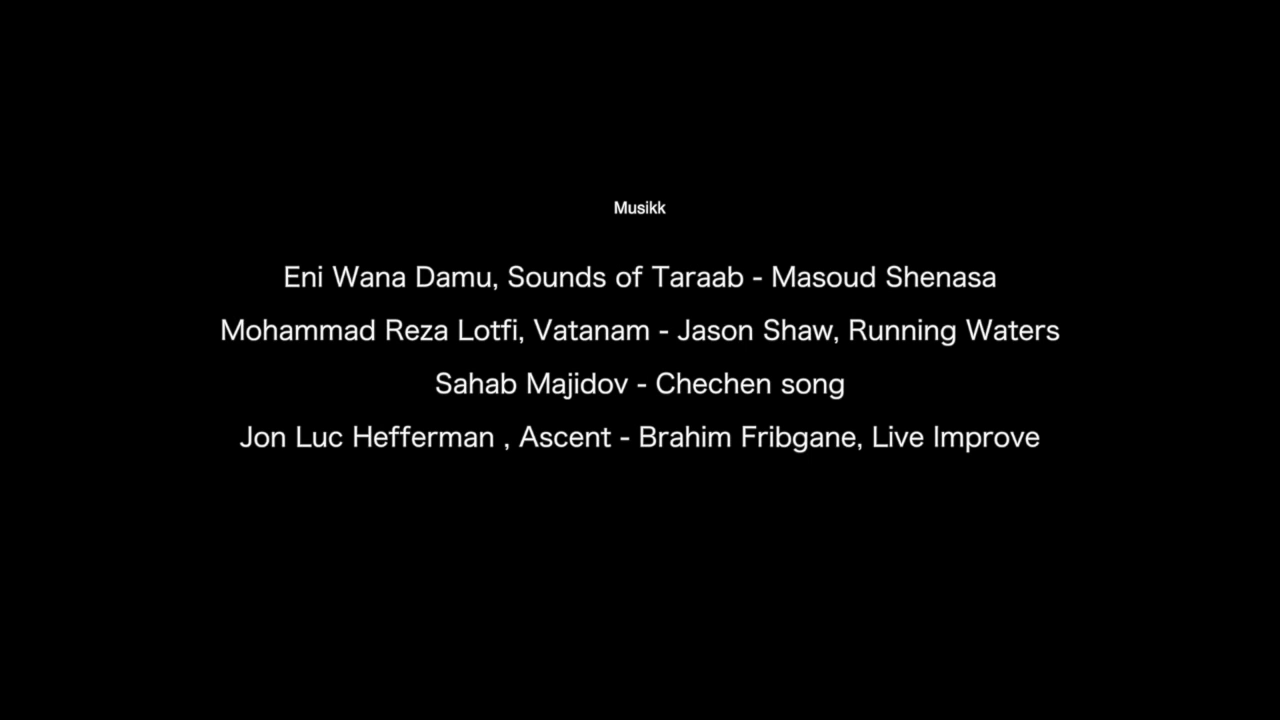 Musikk
Eni Wana Damu, Sounds of Taraab - Masoud Shenasa
Mohammad Reza Lotfi, Vatanam - Jason Shaw, Running Waters
Sahab Majidov - Chechen song
Jon Luc Hefferman , Ascent - Brahim Fribgane, Live Improve